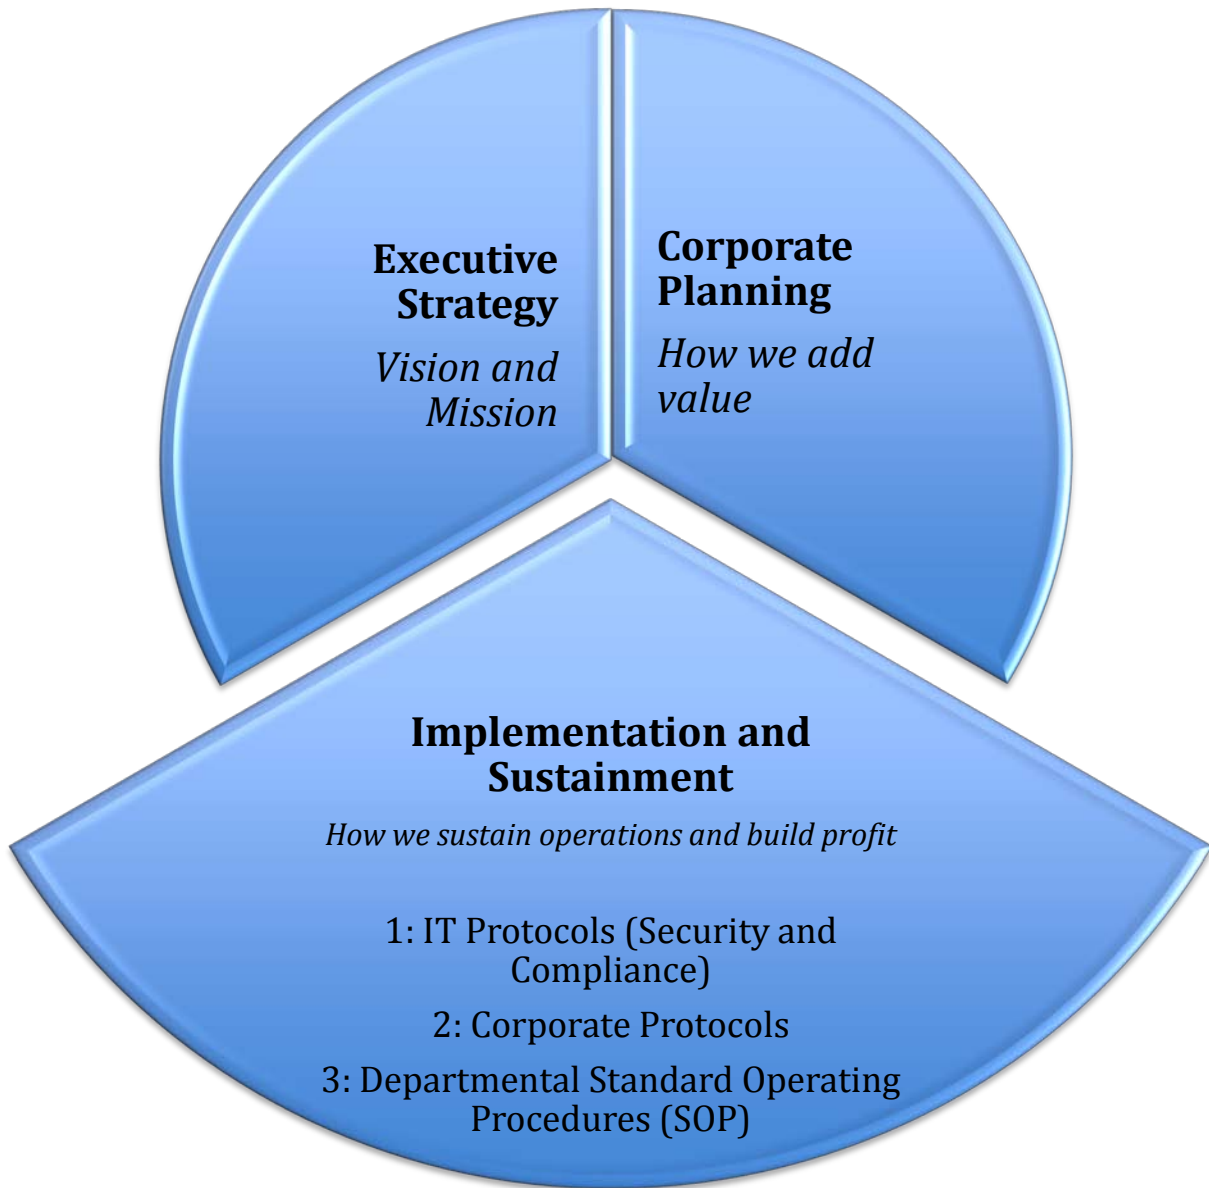 Executive
Strategy
Vision and
Mission
Corporate
Planning
How we add
value
Implementation and
Sustainment
How we sustain operations and build profit
1: IT Protocols (Security and
Compliance)
2: Corporate Protocols
3: Departmental Standard Operating
Procedures (SOP)